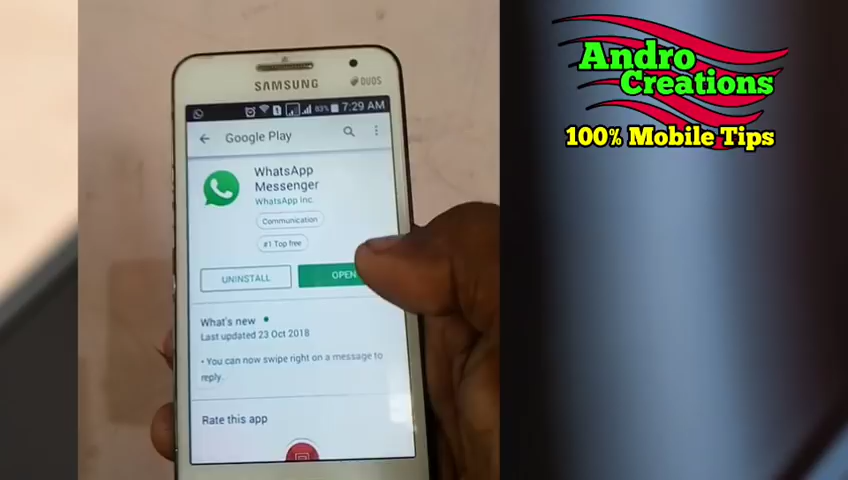 Andro
Creations
100% Mobile Tips
SAMSUNG
DUOS
83% 7:29 AM
Google Play
WhatsApp
Messenger
WhatsApp Inc.
Communication
#1 Top free
UNINSTALL
OPEN
What's new
Last updated 23 Oct 2018
• You can now swipe right on a message to
reply.
Rate this app